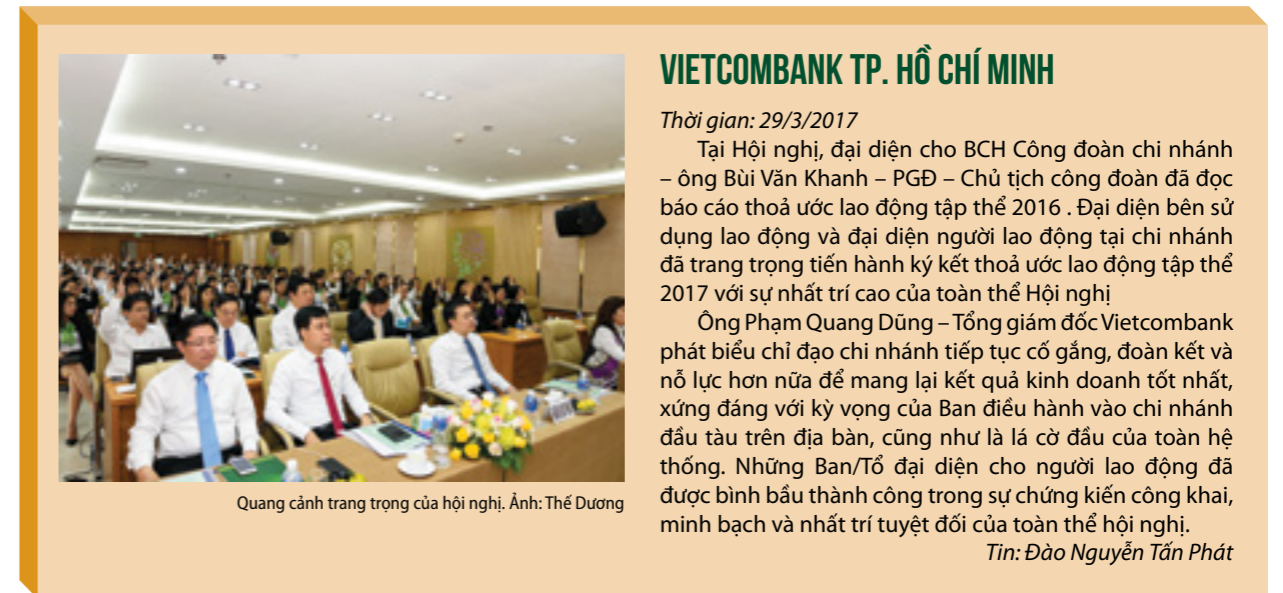 VIETCOMBANK TP. HỒ CHÍ MINH
Thời gian: 29/3/2017
Tại Hội nghị, đại diện cho BCH Công đoàn chi nhánh
– ông Bùi Văn Khanh – PGĐ – Chủ tịch công đoàn đã đọc
báo cáo thoả ước lao động tập thể 2016 . Đại diện bên sử
dụng lao động và đại diện người lao động tại chi nhánh
đã trang trọng tiến hành ký kết thoả ước lao động tập thể
2017 với sự nhất trí cao của toàn thể Hội nghị
Ông Phạm Quang Dũng – Tổng giám đốc Vietcombank
phát biểu chỉ đạo chi nhánh tiếp tục cố gắng, đoàn kết và
nỗ lực hơn nữa để mang lại kết quả kinh doanh tốt nhất,
xứng đáng với kỳ vọng của Ban điều hành vào chi nhánh
đầu tàu trên địa bàn, cũng như là lá cờ đầu của toàn hệ
thống. Những Ban/Tổ đại diện cho người lao động đã
được bình bầu thành công trong sự chứng kiến công khai,
minh bạch và nhất trí tuyệt đối của toàn thể hội nghị.
Tin: Đào Nguyễn Tấn Phát
Quang cảnh trang trọng của hội nghị. Ảnh: Thế Dương